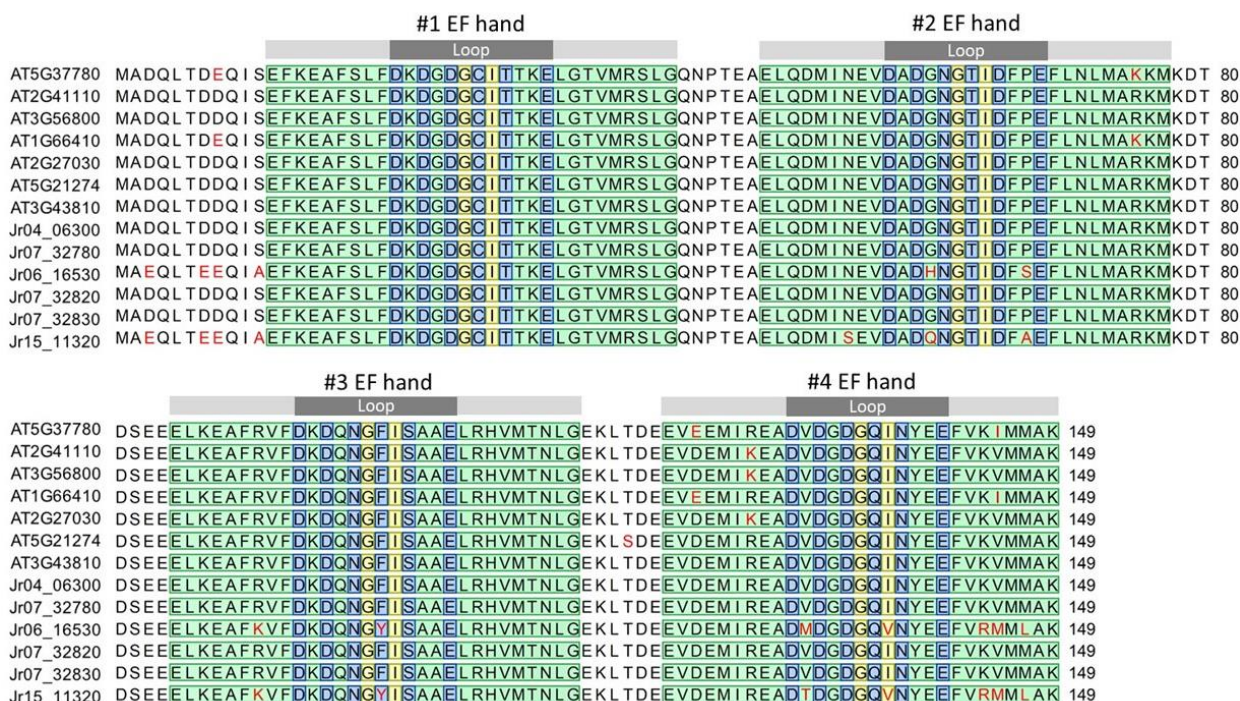 #1 EF hand #2 EF hand
Loop Loop
AT5G37780 MADQLTDEQISEFKEAFSLFDKDGDGCITTKELGTVMRSLGQNPTEAELQDMINEVDADGNGTIDFPEFLNLMAKKMKDT 80
AT2G41110 MADQLTDDQISEFKEAFSLFDKDGDGCITTKELGTVMRSLGQNPTEAELQDMINEVDADGNGTIDFPEFLNLMARKMKDT 80
AT3G56800 MADQLTDDQISEFKEAFSLFDKDGDGCITTKELGTVMRSLGQNPTEAELQDMINEVDADGNGTIDFPEFLNLMARKMKDT 80
AT1G66410 MADQLTDEQISEFKEAFSLFDKDGDGCITTKELGTVMRSLGQNPTEAELQDMINEVDADGNGTIDFPEFLNLMAKKMKDT 80
AT2G27030 MADQLTDDQISEFKEAFSLFDKDGDGCITTKELGTVMRSLGQNPTEAELQDMINEVDADGNGTIDFPEFLNLMARKMKDT 80
AT5G21274 MADQLTDDQISEFKEAFSLFDKDGDGCITTKELGTVMRSLGQNPTEAELQDMINEVDADGNGTIDFPEFLNLMARKMKDT 80
AT3G43810 MADQLTDDQISEFKEAFSLFDKDGDGCITTKELGTVMRSLGQNPTEAELQDMINEVDADGNGTIDFPEFLNLMARKMKDT 80
Jr04_06300 MADQLTDDQISEFKEAFSLFDKDGDGCITTKELGTVMRSLGQNPTEAELQDMINEVDADGNGTIDFPEFLNLMARKMKDT 80
Jr07_32780 MADQLTDDQISEFKEAFSLFDKDGDGCITTKELGTVMRSLGQNPTEAELQDMINEVDADGNGTIDFPEFLNLMARKMKDT 80
Jr06_16530 MAEQLTEEQIAEFKEAFSLFDKDGDGCITTKELGTVMRSLGQNPTEAELQDMINEVDADHNGTIDFSEFLNLMARKMKDT 80
Jr07_32820 MADQLTDDQISEFKEAFSLFDKDGDGCITTKELGTVMRSLGQNPTEAELQDMINEVDADGNGTIDFPEFLNLMARKMKDT 80
Jr07_32830 MADQLTDDQISEFKEAFSLFDKDGDGCITTKELGTVMRSLGQNPTEAELQDMINEVDADGNGTIDFPEFLNLMARKMKDT 80
Jr15_11320 MAEQLTEEQIAEFKEAFSLFDKDGDGCITTKELGTVMRSLGQNPTEAELQDMISEVDADQNGTIDFAEFLNLMARKMKDT 80
#3 EF hand #4 EF hand
Loop Loop
AT5G37780 DSEEELKEAFRVFDKDQNGFISAAELRHVMTNLGEKLTDEEVEEMIREADVDGDGQINYEEFVKIMMAK 149
AT2G41110 DSEEELKEAFRVFDKDQNGFISAAELRHVMTNLGEKLTDEEVDEMIKEADVDGDGQINYEEFVKVMMAK 149
AT3G56800 DSEEELKEAFRVFDKDQNGFISAAELRHVMTNLGEKLTDEEVDEMIKEADVDGDGQINYEEFVKVMMAK 149
AT1G66410 DSEEELKEAFRVFDKDQNGFISAAELRHVMTNLGEKLTDEEVEEMIREADVDGDGQINYEEFVKIMMAK 149
AT2G27030 DSEEELKEAFRVFDKDQNGFISAAELRHVMTNLGEKLTDEEVDEMIKEADVDGDGQINYEEFVKVMMAK 149
AT5G21274 DSEEELKEAFRVFDKDQNGFISAAELRHVMTNLGEKLSDEEVDEMIREADVDGDGQINYEEFVKVMMAK 149
AT3G43810 DSEEELKEAFRVFDKDQNGFISAAELRHVMTNLGEKLTDEEVDEMIREADVDGDGQINYEEFVKVMMAK 149
Jr04_06300 DSEEELKEAFRVFDKDQNGFISAAELRHVMTNLGEKLTDEEVDEMIREADVDGDGQINYEEFVKVMMAK 149
Jr07_32780 DSEEELKEAFRVFDKDQNGFISAAELRHVMTNLGEKLTDEEVDEMIREADVDGDGQINYEEFVKVMMAK 149
Jr06_16530 DSEEELKEAFKVFDKDQNGYISAAELRHVMTNLGEKLTDEEVDEMIREADMDGDGQVNYEEFVRMMLAK 149
Jr07_32820 DSEEELKEAFRVFDKDQNGFISAAELRHVMTNLGEKLTDEEVDEMIREADVDGDGQINYEEFVKVMMAK 149
Jr07_32830 DSEEELKEAFRVFDKDQNGFISAAELRHVMTNLGEKLTDEEVDEMIREADVDGDGQINYEEFVKVMMAK 149
Jr15_11320 DSEEELKEAFKVFDKDQNGYISAAELRHVMTNLGEKLTDEEVDEMIREADTDGDGQVNYEEFVRMMLAK 149